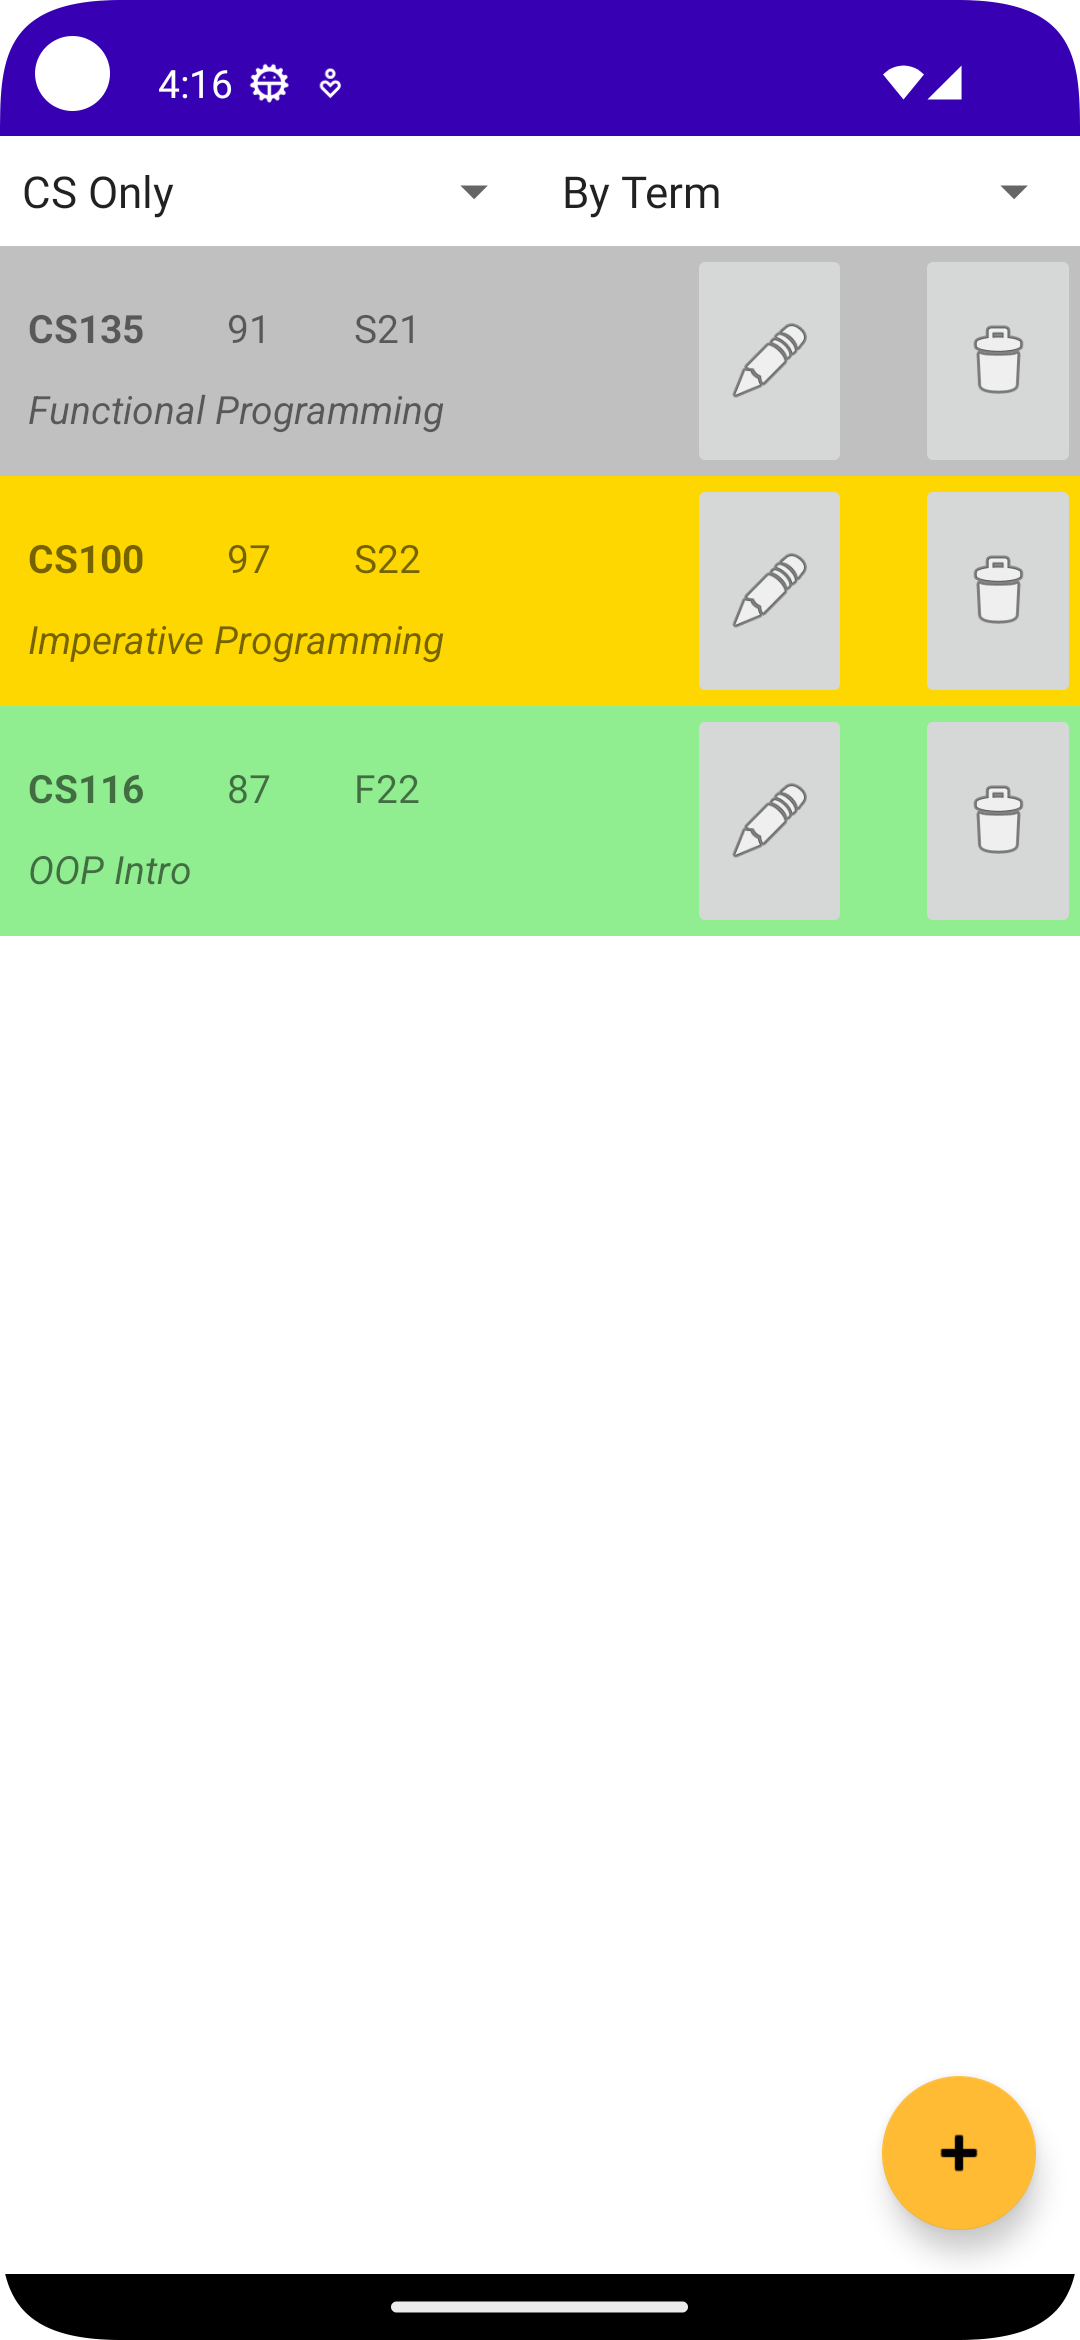 4:16
CS Only By Term
CS135 91 S21
Functional Programming
CS100 97 S22
Imperative Programming
CS116 87 F22
OOP Intro